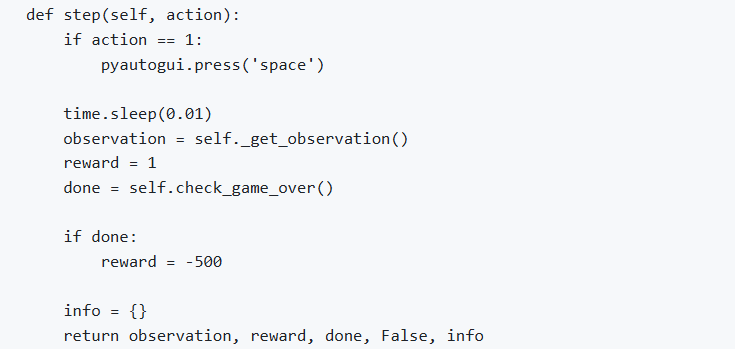 def step(self, action):
    if action == 1:
        pyautogui.press('space')
    time.sleep(0.01)
    observation = self._get_observation()
    reward = 1
    done = self.check_game_over()
    if done:
        reward = -500
    info = {}
    return observation, reward, done, False, info